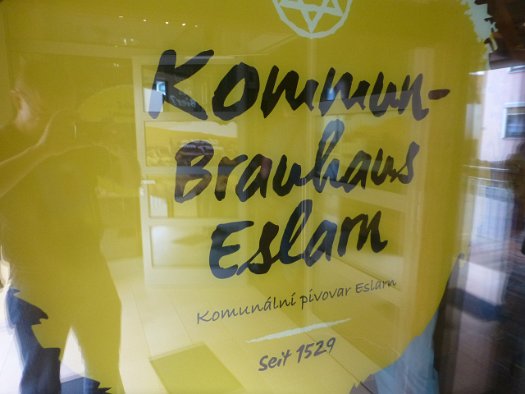 Kommun-
Brauhaus
Eslarn
Komunální pivovar Eslarn
Seit 1529